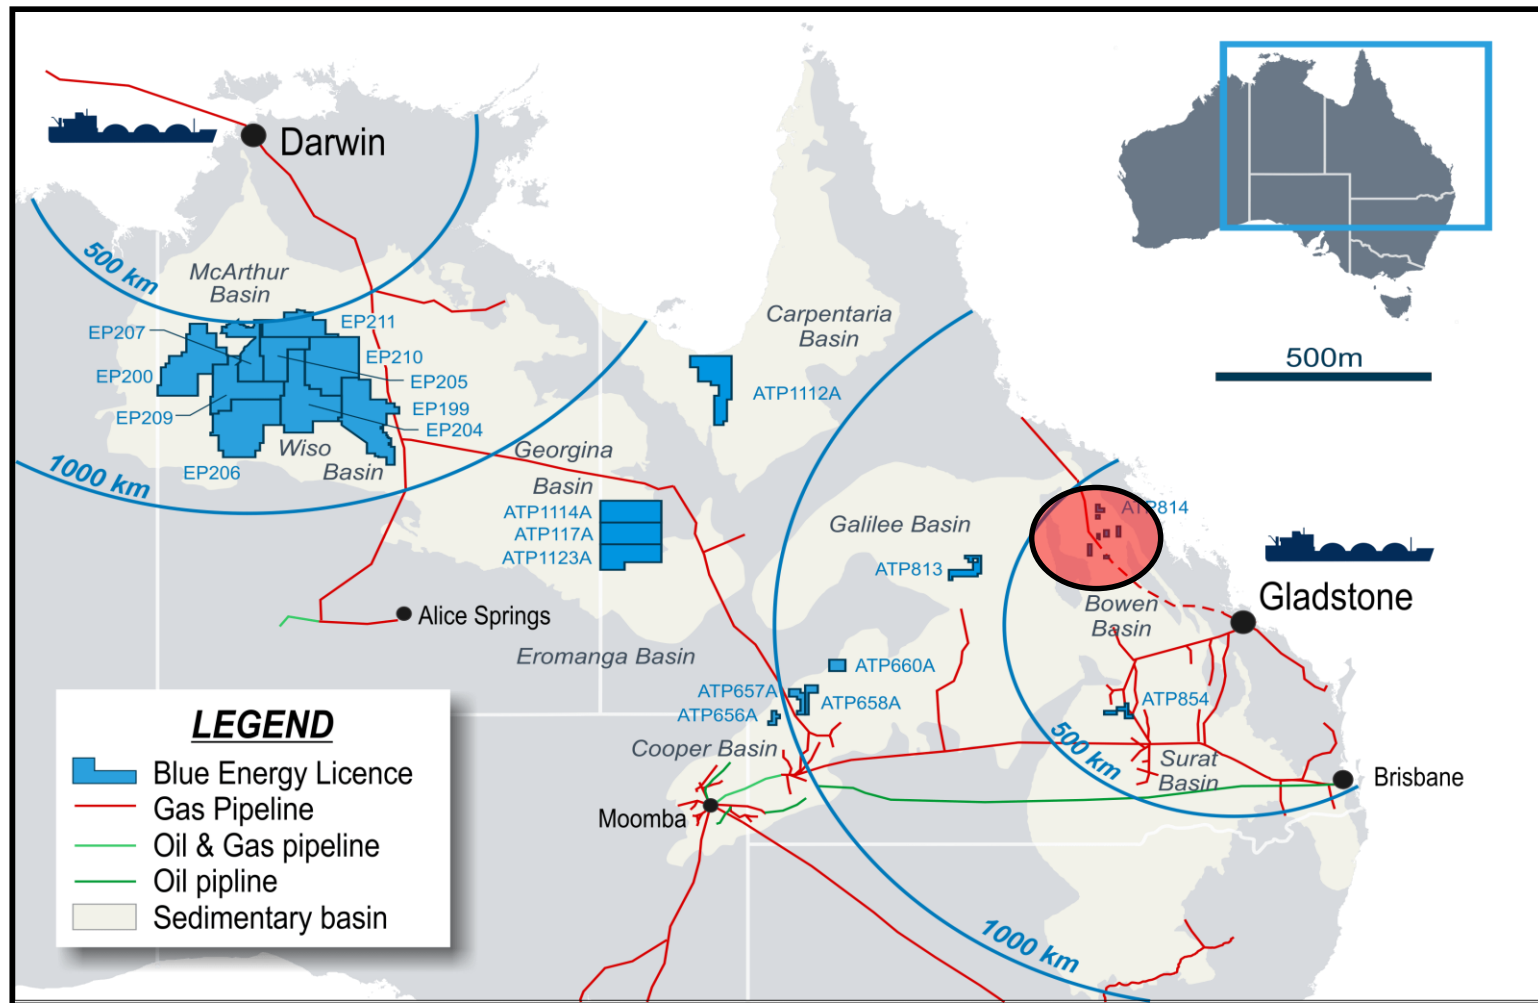 Darwin
500 km
McArthur
Basin
EP207
EP211
EP210
EP200
EP205
EP209
EP199
EP204
Wiso
Basin
EP206
1000 km
Carpentaria
Basin
ATP1112A
500m
Georgina
Basin
ATP1114A
ATP117A
ATP1123A
Galilee Basin
ATP814
ATP813
Gladstone
Bowen
Basin
Alice Springs
Eromanga Basin
ATP660A
ATP657A
ATP658A
ATP656A
ATP854
Cooper Basin
500 km
Surat
Basin
Brisbane
Moomba
1000 km
LEGEND
Blue Energy Licence
Gas Pipeline
Oil & Gas pipeline
Oil pipline
Sedimentary basin